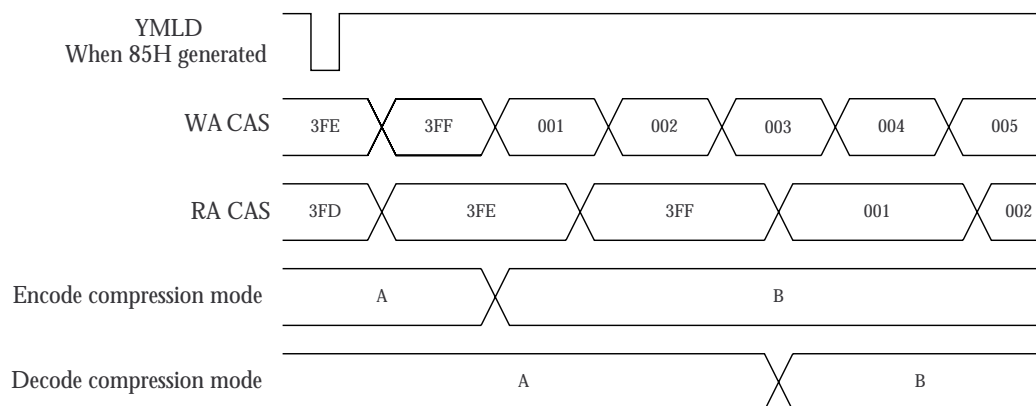 YMLD
When 85H generated
WA CAS 3FE 3FF 001 002 003 004 005
RA CAS 3FD 3FE 3FF 001 002
Encode compression mode A B
Decode compression mode A B